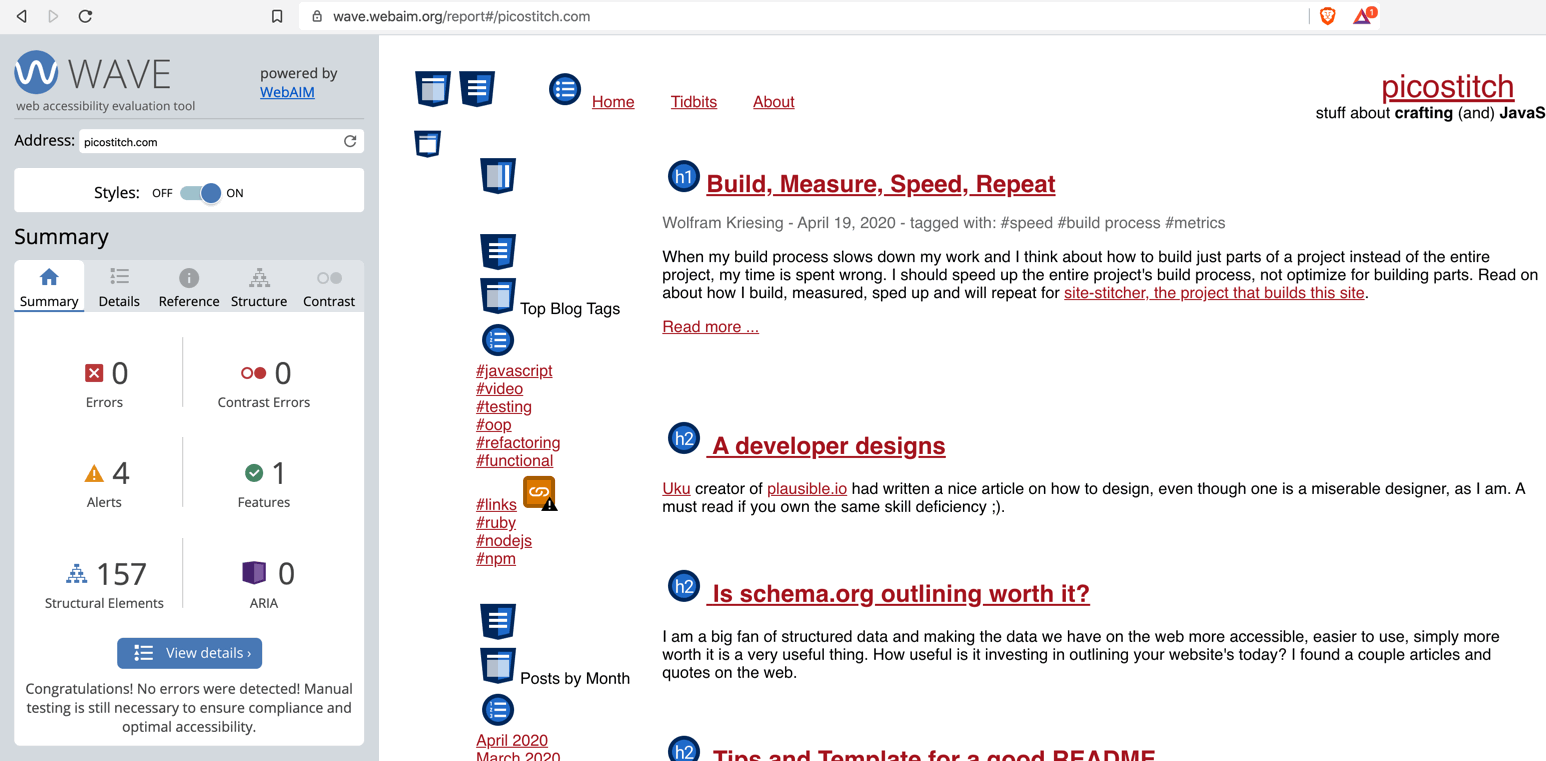 wave.webaim.org/report#/picostitch.com
1
WAVE
web accessibility evaluation tool
powered by
WebAIM
Address: picostitch.com
Styles: OFF ON
Summary
Summary Details Reference Structure Contrast
0 0
Errors Contrast Errors
4 1
Alerts Features
157 0
Structural Elements ARIA
View details ›
Congratulations! No errors were detected! Manual
testing is still necessary to ensure compliance and
optimal accessibility.
Home Tidbits About
picostitch
stuff about crafting (and) JavaS
Top Blog Tags
#javascript
#video
#testing
#oop
#refactoring
#functional
#links
#ruby
#nodejs
#npm
Posts by Month
April 2020
March 2020
h1 Build, Measure, Speed, Repeat
Wolfram Kriesing - April 19, 2020 - tagged with: #speed #build process #metrics
When my build process slows down my work and I think about how to build just parts of a project instead of the entire
project, my time is spent wrong. I should speed up the entire project's build process, not optimize for building parts. Read on
about how I build, measured, sped up and will repeat for site-stitcher, the project that builds this site.
Read more ...
h2 A developer designs
Uku creator of plausible.io had written a nice article on how to design, even though one is a miserable designer, as I am. A
must read if you own the same skill deficiency ;).
h2 Is schema.org outlining worth it?
I am a big fan of structured data and making the data we have on the web more accessible, easier to use, simply more
worth it is a very useful thing. How useful is it investing in outlining your website's today? I found a couple articles and
quotes on the web.
h2 Tips and Template for a good README